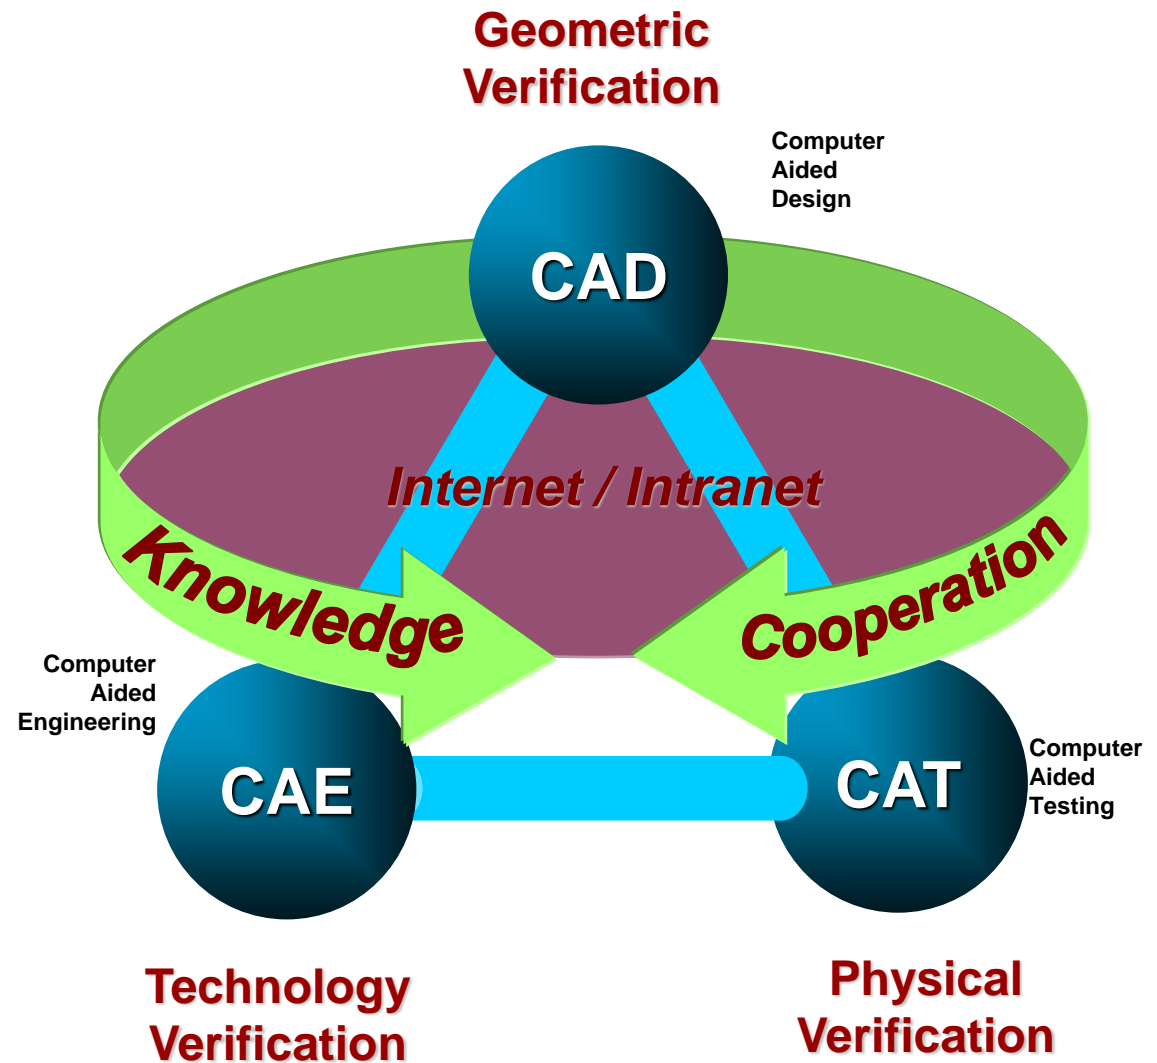 Geometric
Verification
Computer
Aided
Design
CAD
Internet / Intranet
Knowledge
Cooperation
Computer
Aided
Engineering
CAE
CAT
Computer
Aided
Testing
Technology
Verification
Physical
Verification